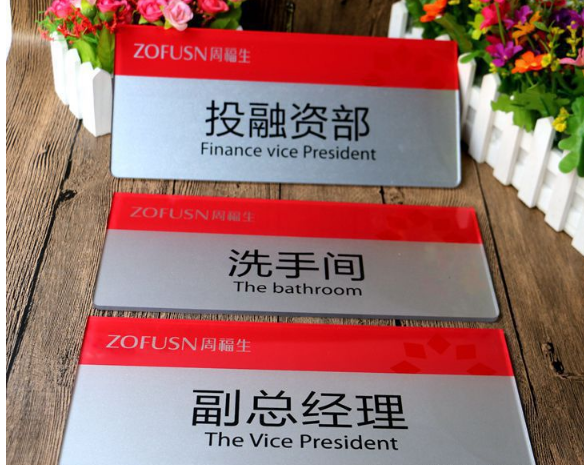 ZOFUSN周福生
投融资部
Finance vice President
ZOFUSN周福生
洗手间
The bathroom
ZOFUSN周福生
副总经理
The Vice President